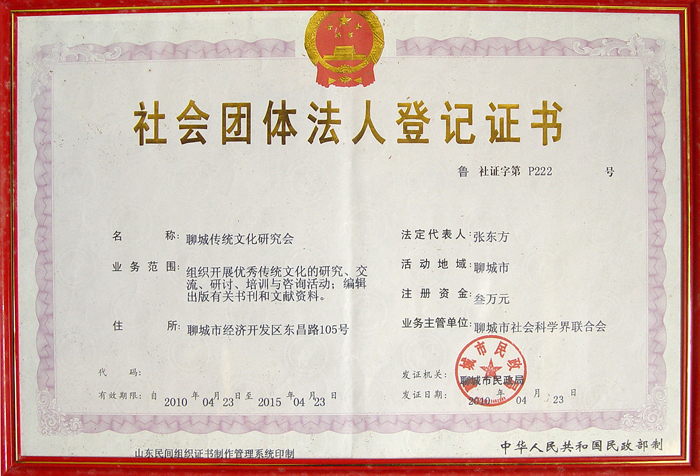 社会团体法人登记证书
鲁 社证字第 P222 号
名 称: 聊城传统文化研究会
业务范围: 组织开展优秀传统文化的研究、交
流、研讨、培训与咨询活动；编辑
出版有关书刊和文献资料。
住 所: 聊城市经济开发区东昌路105号
代 码:
有效期限: 自 2010 年 04 月 23 日至 2015 年 04 月 23 日
法定代表人: 张东方
活动地域: 聊城市
注册资金: 叁万元
业务主管单位: 聊城市社会科学界联合会
发证机关: 聊城市民政局
发证日期: 2010 年 04 月 23 日
聊城市民政局
山东民间组织证书制作管理系统印制
中华人民共和国民政部制